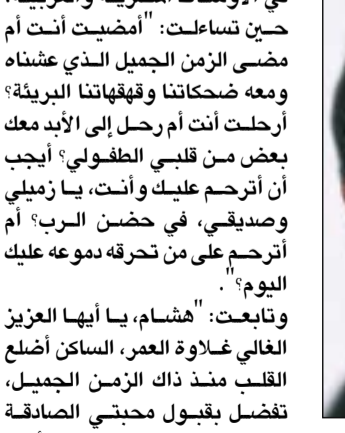 حين تساءلت: "أمضيت أنت أم
مضى الزمن الجميل الذي عشناه
ومعه ضحكاتنا وقهقهاتنا البريئة؟
أرحلت أنت أم رحل إلى الأبد معك
بعض من قلبي الطفولي؟ أيجب
أن أترحم عليك وأنت، يا زميلي
وصديقي، في حضن الرب؟ أم
أترحم على من تحرقه دموعه عليك
اليوم؟".
وتابعت: "هشام، يا أيها العزيز
الغالي غلاوة العمر، الساكن أضلع
القلب منذ ذاك الزمن الجميل،
تفضل بقبول محبتي الصادقة